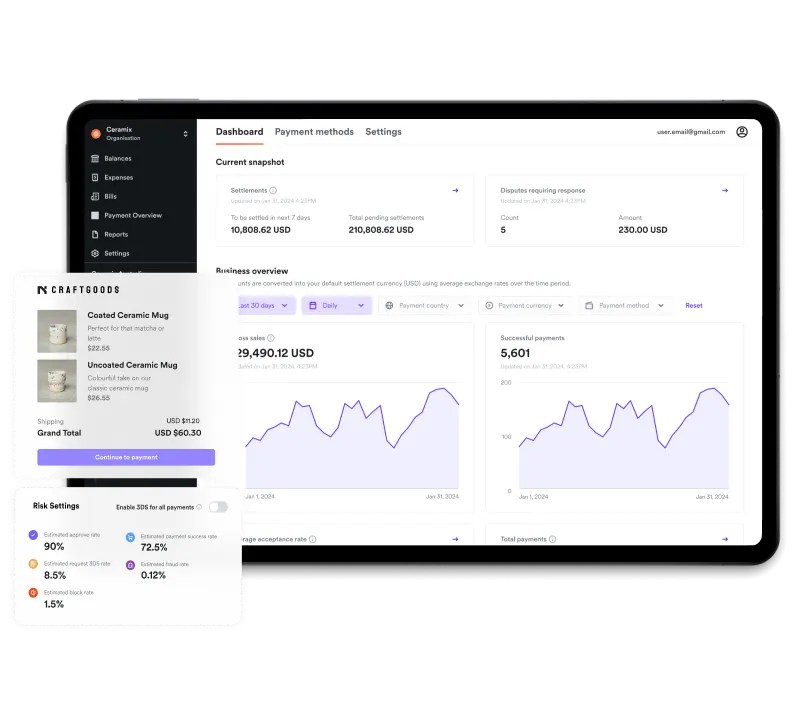 Ceramix
Organisation
Balances
Expenses
Bills
Payment Overview
Reports
Settings
Dashboard
Payment methods
Settings
user.email@gmail.com
Current snapshot
Settlements
Updated on Jan 31, 2024 4:23PM
To be settled in next 7 days
Total pending settlements
10,808.62 USD
210,808.62 USD
Disputes requiring response
Updated on Jan 31, 2024 4:23PM
Count
Amount
5
230.00 USD
Business overview
unts are converted into your default settlement currency (USD) using average exchange rates over the time period.
ast 30 days
Daily
Payment country
Payment currency
Payment method
Reset
oss sales
29,490.12 USD
dated on Jan 31, 2024, 4:23PM
Jan 1, 2024
Jan 31, 2024
Successful payments
5,601
Updated on Jan 31, 2024, 4:23PM
200
100
0
Jan 1, 2024
Jan 31, 2024
rage acceptance rate
Total payments
CRAFTGOODS
Coated Ceramic Mug
Perfect for that matcha or
latte
$22.55
Uncoated Ceramic Mug
Colourful take on our
classic ceramic mug
$26.55
Shipping
USD $11.20
Grand Total
USD $60.30
Continue to payment
Risk Settings
Enable 3DS for all payments
Estimated approve rate
90%
Estimated payment success rate
72.5%
Estimated request 3DS rate
8.5%
Estimated fraud rate
0.12%
Estimated block rate
1.5%